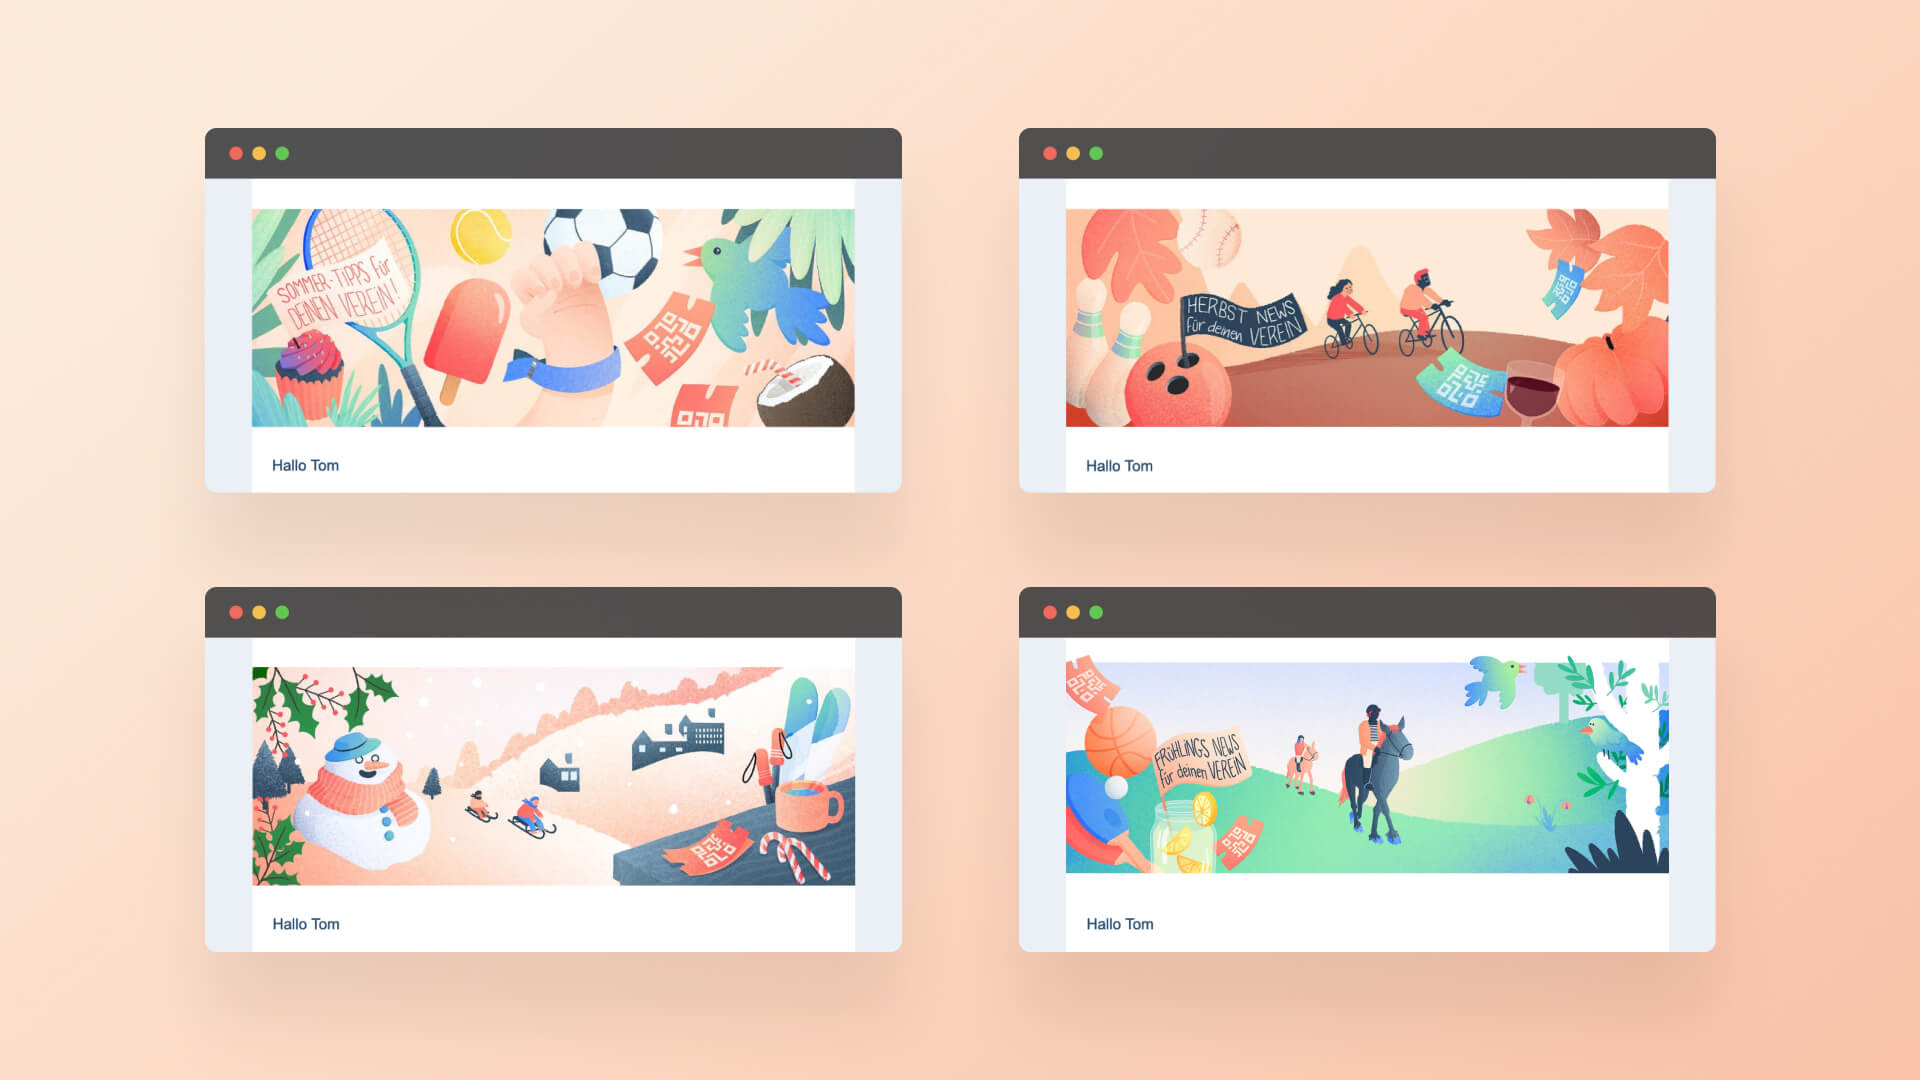 SOMMER-TIPPS für
DEINEN VEREIN!
Hallo Tom
HERBST NEWS
für deinen VEREIN
Hallo Tom
Hallo Tom
FRÜHLINGS NEWS
für deinen VEREIN
Hallo Tom